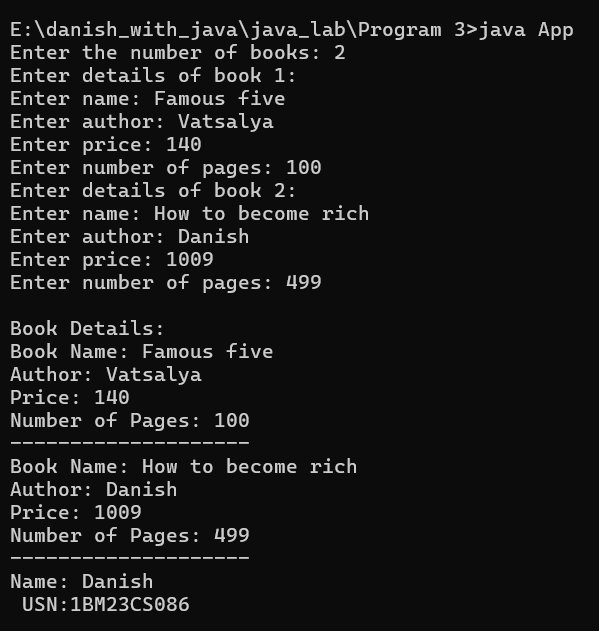 E:\danish_with_java\java_lab\Program 3>java App
Enter the number of books: 2
Enter details of book 1:
Enter name: Famous five
Enter author: Vatsalya
Enter price: 140
Enter number of pages: 100
Enter details of book 2:
Enter name: How to become rich
Enter author: Danish
Enter price: 1009
Enter number of pages: 499

Book Details:
Book Name: Famous five
Author: Vatsalya
Price: 140
Number of Pages: 100
--------------------
Book Name: How to become rich
Author: Danish
Price: 1009
Number of Pages: 499
--------------------
Name: Danish
 USN:1BM23CS086